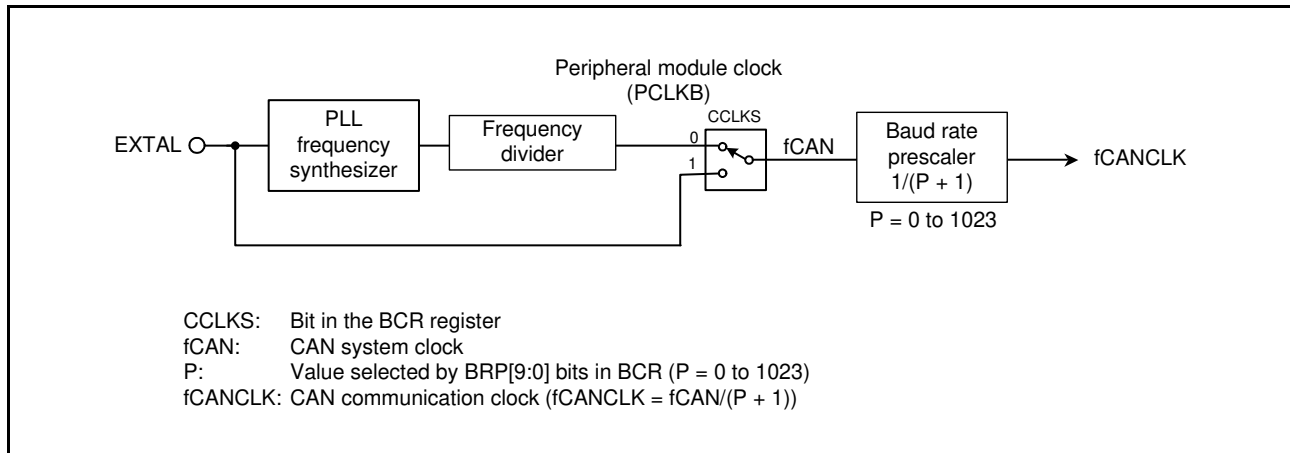 Peripheral module clock
(PCLKB)
CCLKS
EXTAL
PLL
frequency
synthesizer
Frequency
divider
0
1
fCAN
Baud rate
prescaler
1/(P + 1)
fCANCLK
P = 0 to 1023
CCLKS: Bit in the BCR register
fCAN: CAN system clock
P: Value selected by BRP[9:0] bits in BCR (P = 0 to 1023)
fCANCLK: CAN communication clock (fCANCLK = fCAN/(P + 1))